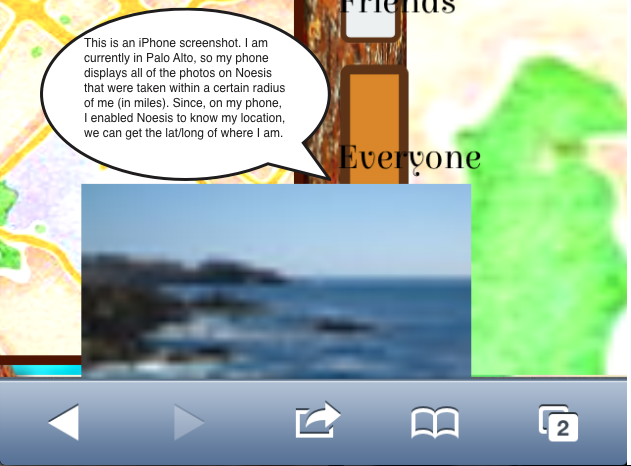 Friends
This is an iPhone screenshot. I am
currently in Palo Alto, so my phone
displays all of the photos on Noesis
that were taken within a certain radius
of me (in miles). Since, on my phone,
I enabled Noesis to know my location,
we can get the lat/long of where I am.
Everyone
2